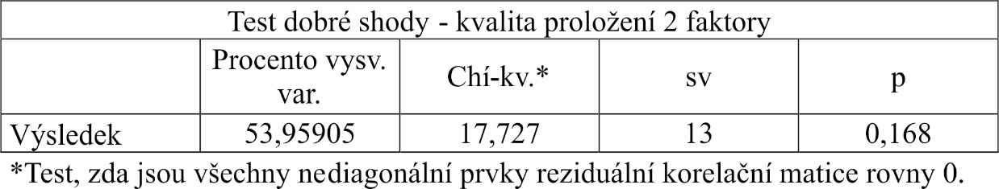 Test dobré shody - kvalita proložení 2 faktory
Procento vysv.
var.
Chí-kv.*
sv
p
Výsledek 53,95905 17,727 13 0,168
*Test, zda jsou všechny nediagonální prvky reziduální korelační matice rovny 0.